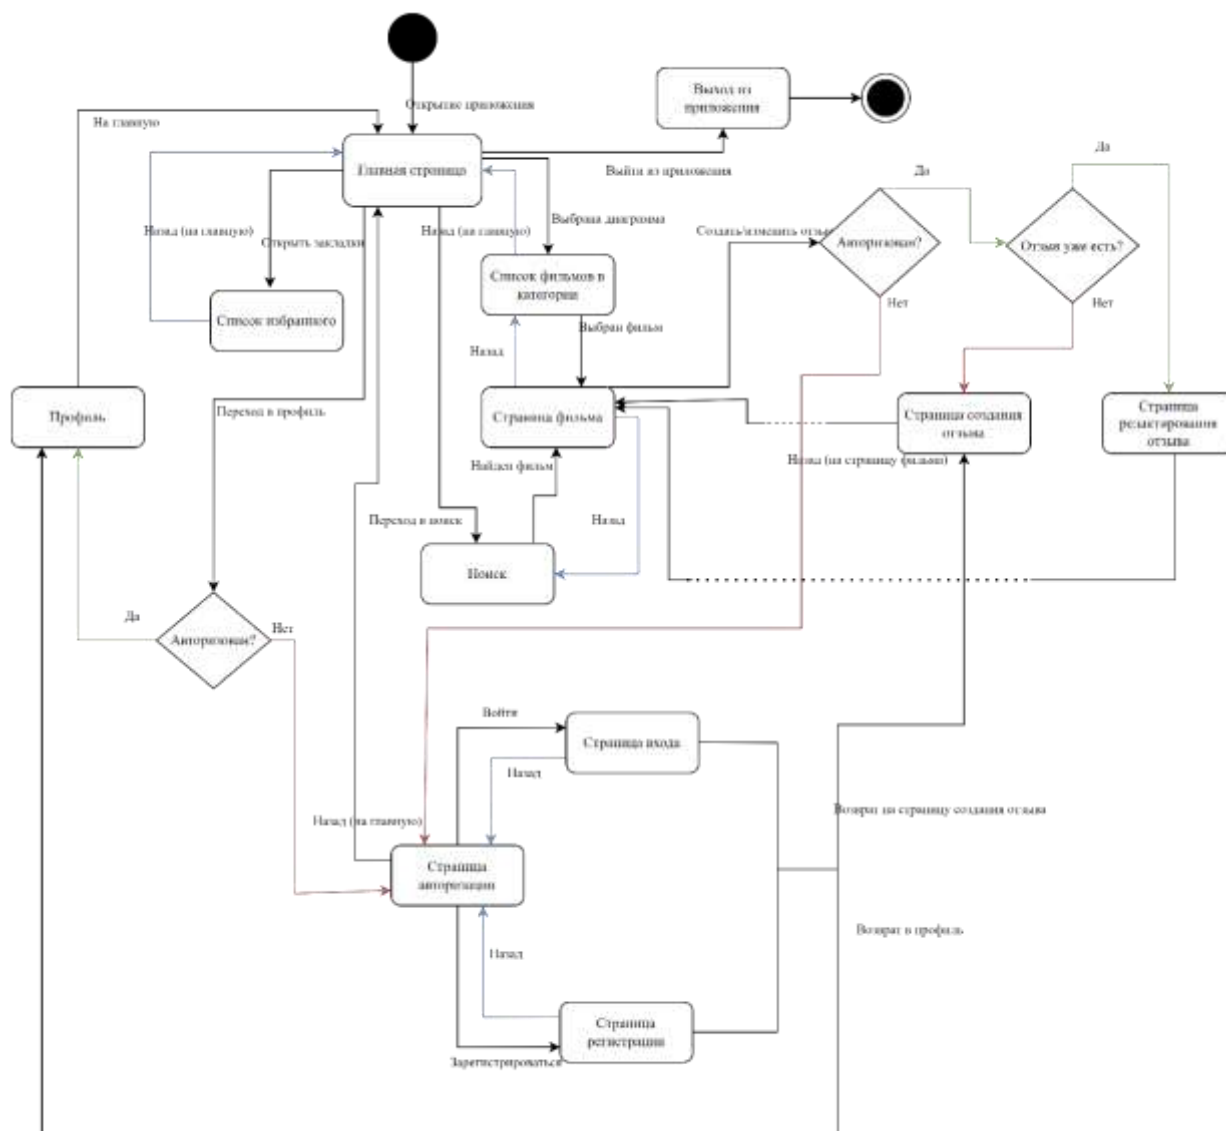 Открытие приложения
Выход из
приложения
На главную
Главная страница
Выйти из приложения
Да
Да
Назад (на главную)
Открыть закладки
Назад (на главную)
Выбрана диаграмма
Создать/изменить отзыв
Авторизован?
Отзыв уже есть?
Список фильмов в
категории
Нет
Нет
Список избранного
Выбран фильм
Назад
Профиль
Переход в профиль
Страница фильма
Страница создания
отзыва
Страница
редактирования
отзыва
Найден фильм
Назад (на страницу фильма)
Переход в поиск
Назад
Поиск
Да
Нет
Авторизован?
Войти
Страница входа
Назад
Назад (на главную)
Возврат на страницу создания отзыва
Страница
авторизации
Возврат в профиль
Назад
Страница
регистрации
Зарегистрироваться